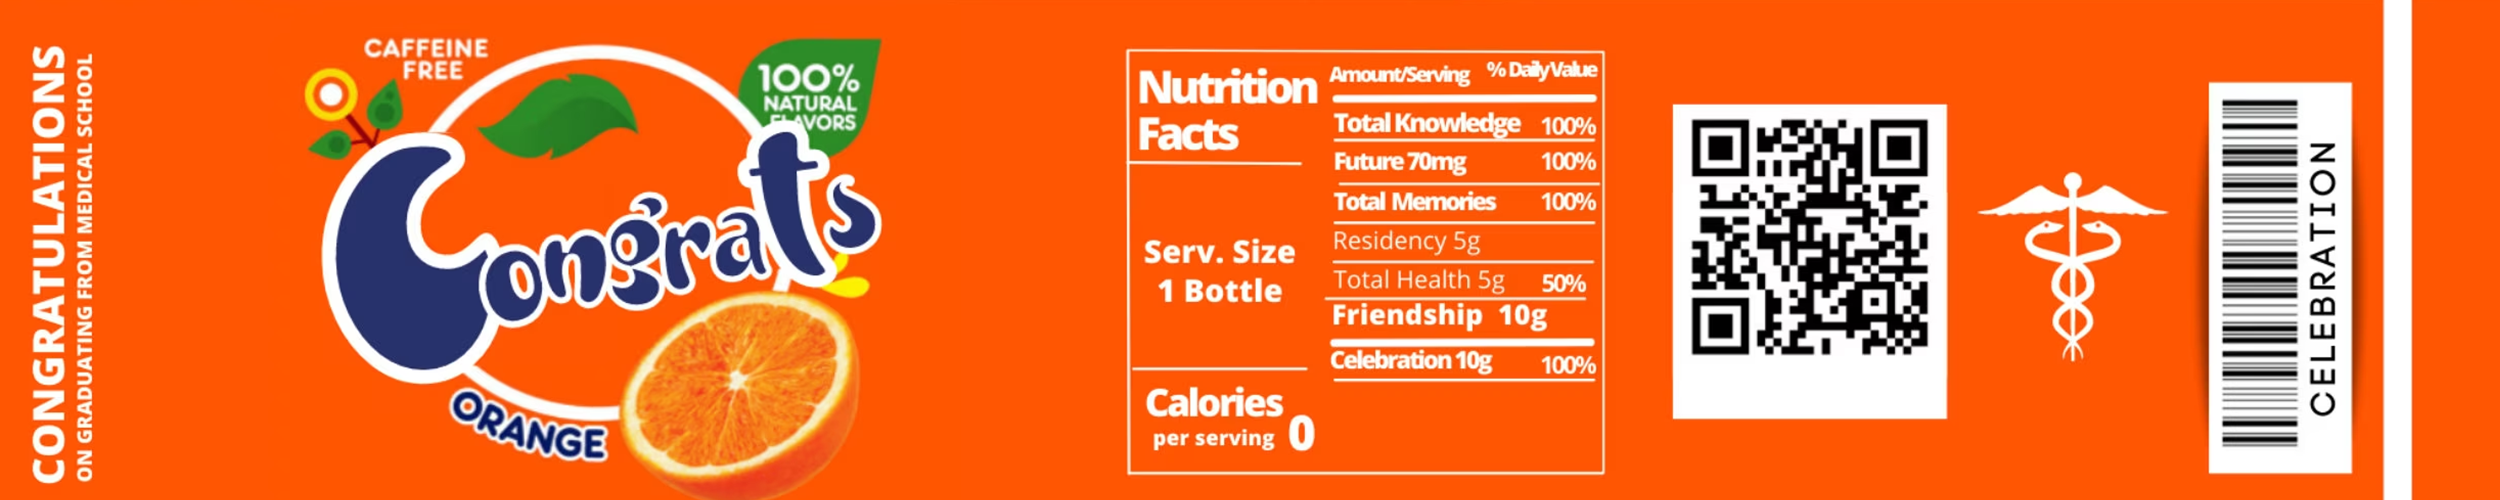 CONGRATULATIONS
ON GRADUATING FROM MEDICAL SCHOOL
CAFFEINE
FREE
100%
NATURAL
FLAVORS
Congrats
ORANGE
Nutrition
Facts
Serv. Size
1 Bottle
Calories
per serving 0
Amount/Serving % Daily Value
Total Knowledge 100%
Future 70mg 100%
Total Memories 100%
Residency 5g
Total Health 5g 50%
Friendship 10g
Celebration 10g 100%
CELEBRATION